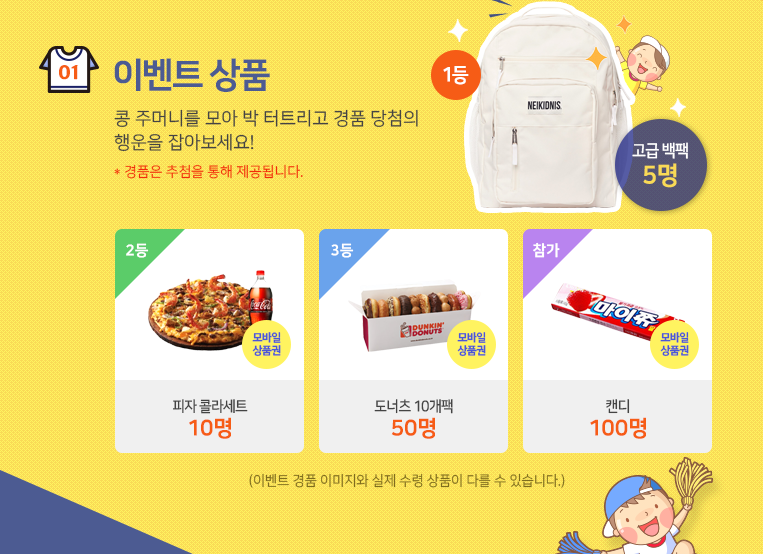 01
이벤트 상품
콩 주머니를 모아 박 터트리고 경품 당첨의
행운을 잡아보세요!
* 경품은 추첨을 통해 제공됩니다.
1등
NEIKIDNIS.
고급 백팩
5명
2등
Coca-Cola
모바일
상품권
피자 콜라세트
10명
3등
DUNKIN'
DONUTS
모바일
상품권
도너츠 10개팩
50명
참가
마이쮸
모바일
상품권
캔디
100명
(이벤트 경품 이미지와 실제 수령 상품이 다를 수 있습니다.)